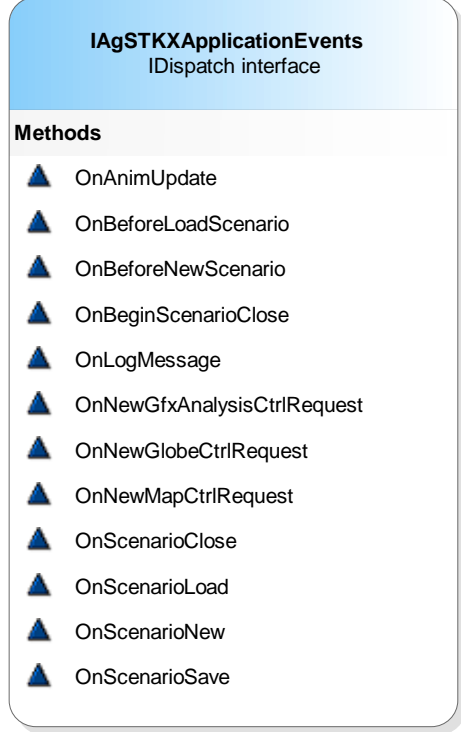 IAgSTKXApplicationEvents
IDispatch interface
Methods
OnAnimUpdate
OnBeforeLoadScenario
OnBeforeNewScenario
OnBeginScenarioClose
OnLogMessage
OnNewGfxAnalysisCtrlRequest
OnNewGlobeCtrlRequest
OnNewMapCtrlRequest
OnScenarioClose
OnScenarioLoad
OnScenarioNew
OnScenarioSave